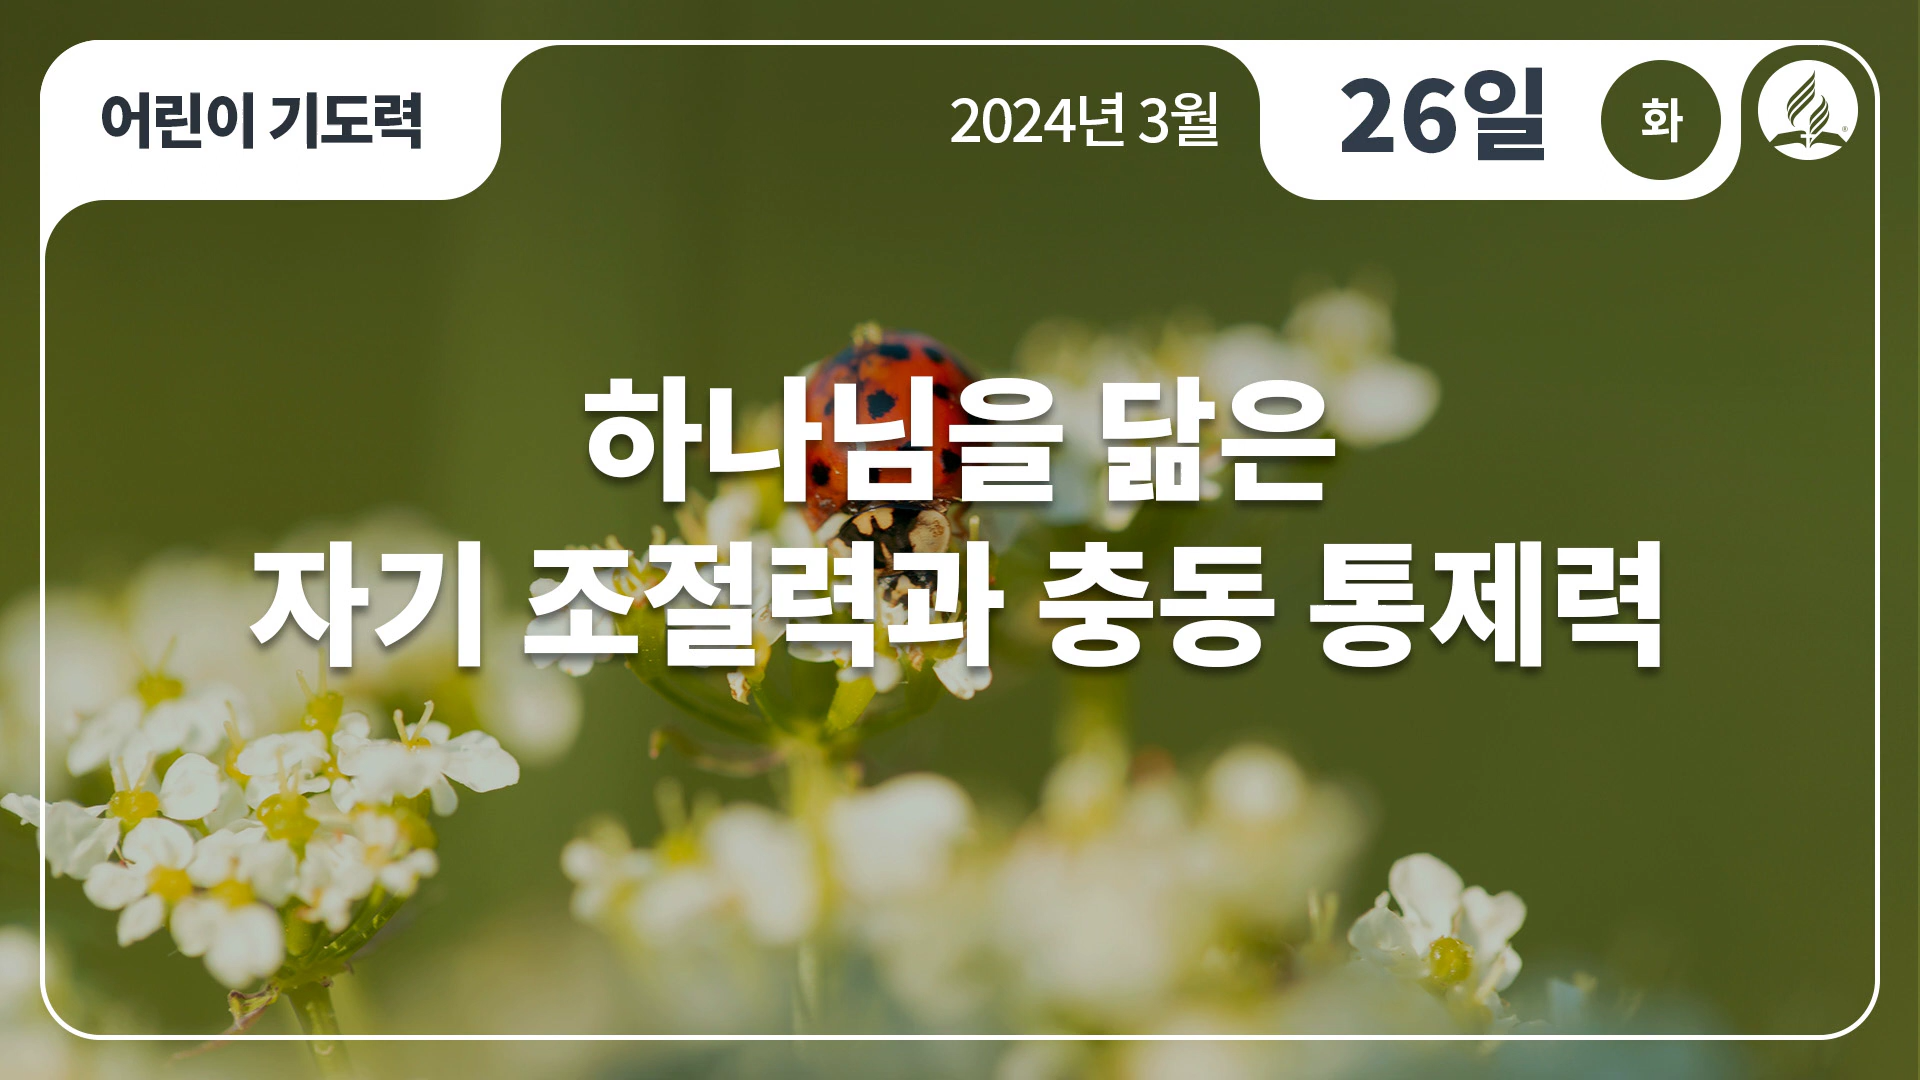 어린이 기도력
2024년 3월
26일
화
하나님을 닮은
자기 조절력과 충동 통제력